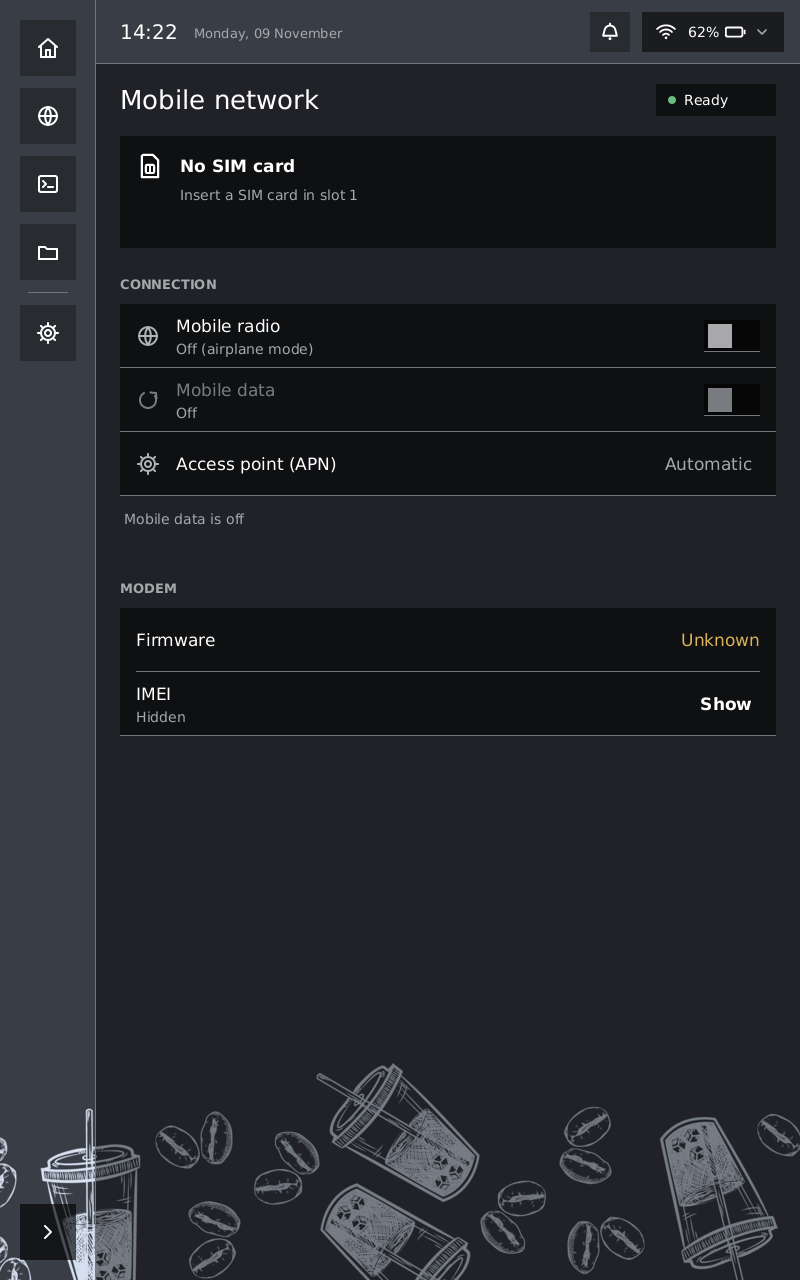 14:22 Monday, 09 November
62%
Mobile network
Ready
No SIM card
Insert a SIM card in slot 1
CONNECTION
Mobile radio
Off (airplane mode)
Mobile data
Off
Access point (APN)
Automatic
Mobile data is off
MODEM
Firmware
Unknown
IMEI
Hidden
Show